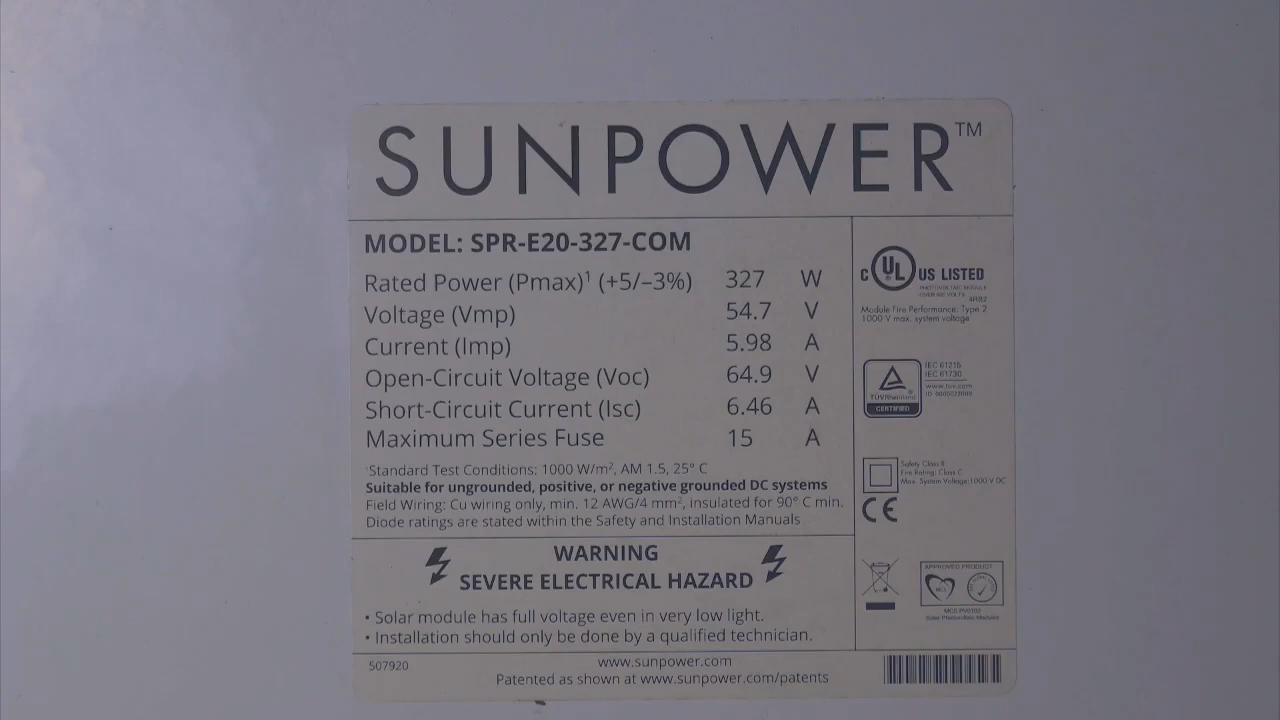 SUNPOWER™
MODEL: SPR-E20-327-COM
Rated Power (Pmax)¹ (+5/–3%) 327 W
Voltage (Vmp) 54.7 V
Current (Imp) 5.98 A
Open-Circuit Voltage (Voc) 64.9 V
Short-Circuit Current (Isc) 6.46 A
Maximum Series Fuse 15 A
¹Standard Test Conditions: 1000 W/m², AM 1.5, 25° C
Suitable for ungrounded, positive, or negative grounded DC systems
Field Wiring: Cu wiring only, min. 12 AWG/4 mm², insulated for 90° C min.
Diode ratings are stated within the Safety and Installation Manuals
WARNING
SEVERE ELECTRICAL HAZARD
• Solar module has full voltage even in very low light.
• Installation should only be done by a qualified technician.
507920
www.sunpower.com
Patented as shown at www.sunpower.com/patents
C UL ® US LISTED
PHOTOVOLTAIC MODULE
OVER 600 VOLTS
4R82
Module Fire Performance: Type 2
1000 V max. system voltage
TÜVRheinland ®
CERTIFIED
IEC 61215
IEC 61730
www.tuv.com
Safety Class II
Fire Rating: Class C
Max. System Voltage:1000 V DC
CE
APPROVED PRODUCT
MCS
MCS PV0102
Solar Photovoltaic Modules